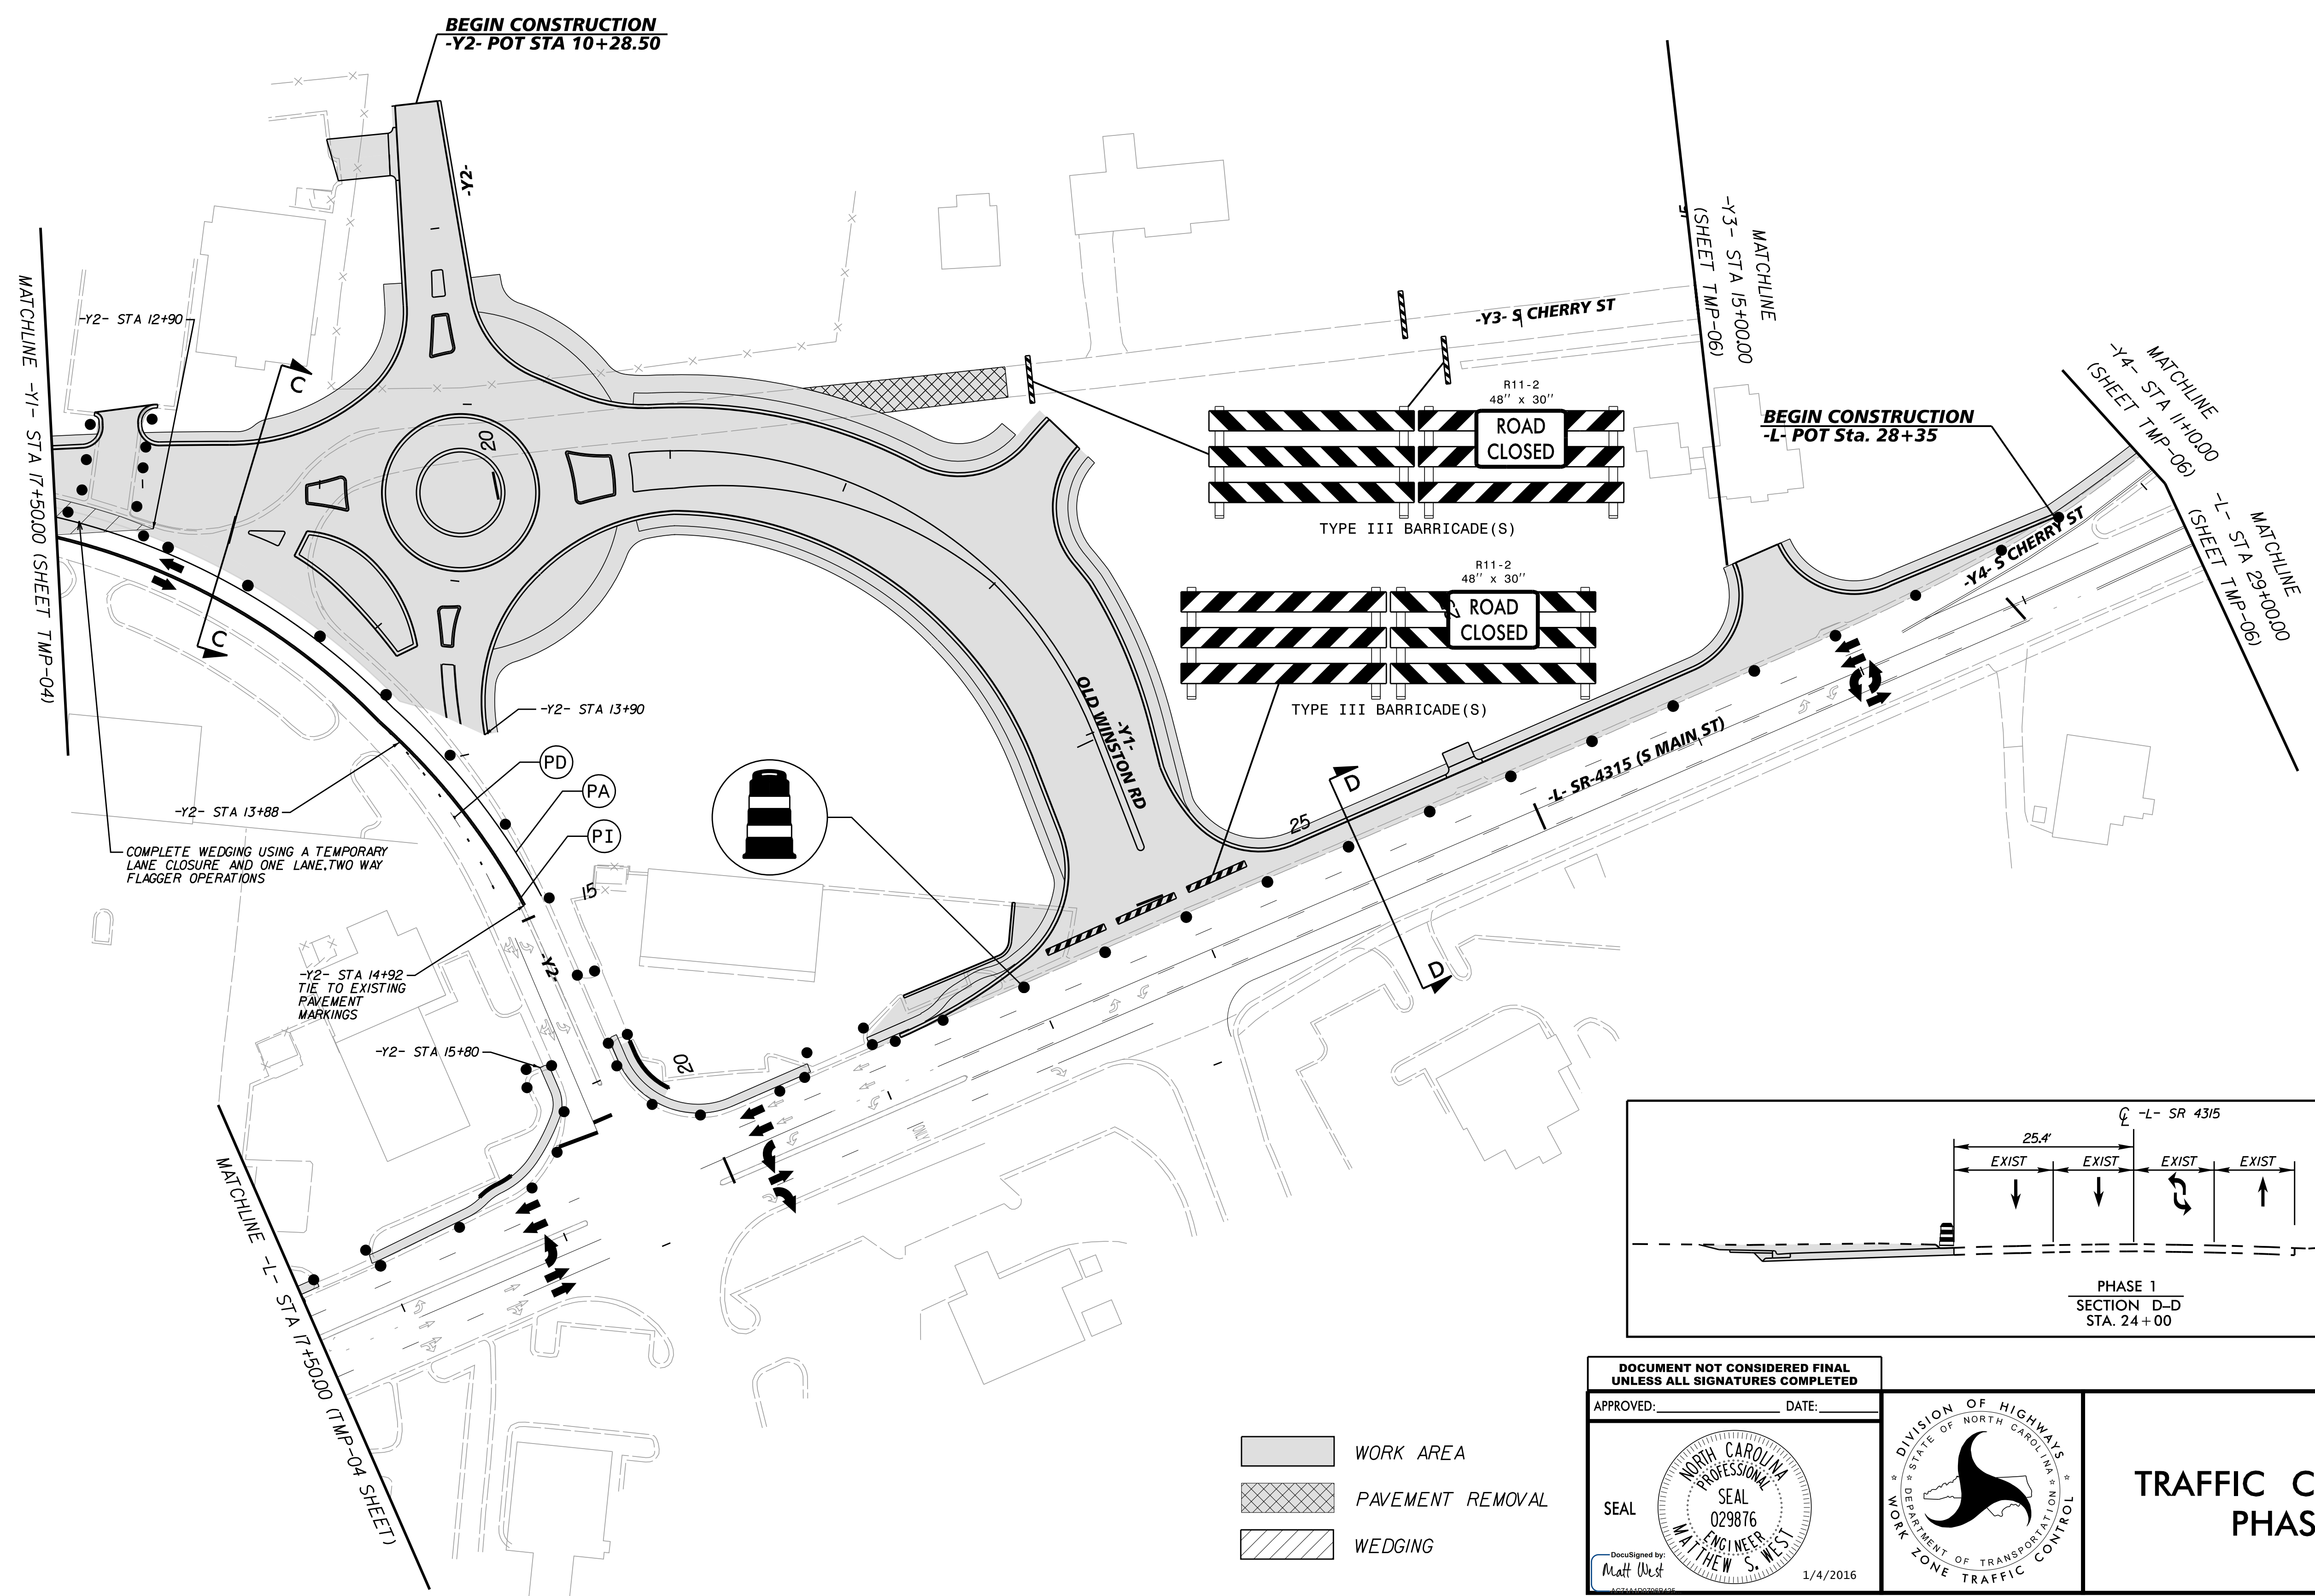 BEGIN CONSTRUCTION
-Y2- POT STA 10+28.50
-Y2-
MATCHLINE -Y1- STA 17+50.00 (SHEET TMP-04)
-Y2- STA 12+90
C
C
20
-Y3- S CHERRY ST
MATCHLINE
-Y3- STA 15+00.00
(SHEET TMP-06)
15
R11-2
48" x 30"
ROAD
CLOSED
TYPE III BARRICADE(S)
R11-2
48" x 30"
ROAD
CLOSED
TYPE III BARRICADE(S)
BEGIN CONSTRUCTION
-L- POT Sta. 28+35
MATCHLINE
-Y4- STA 11+10.00
(SHEET TMP-06)
MATCHLINE
-L- STA 29+00.00
(SHEET TMP-06)
-Y4- S CHERRY ST
-L- SR-4315 (S MAIN ST)
-Y1-
OLD WINSTON RD
25
D
D
-Y2- STA 13+90
PD
PA
PI
-Y2- STA 13+88
COMPLETE WEDGING USING A TEMPORARY
LANE CLOSURE AND ONE LANE, TWO WAY
FLAGGER OPERATIONS
15
-Y2-
-Y2- STA 14+92
TIE TO EXISTING
PAVEMENT
MARKINGS
-Y2- STA 15+80
20
ONLY
MATCHLINE -L- STA 17+50.00 (TMP-04 SHEET)
℄ -L- SR 4315
25.4'
EXIST EXIST EXIST EXIST
PHASE 1
SECTION D-D
STA. 24+00
WORK AREA
PAVEMENT REMOVAL
WEDGING
DOCUMENT NOT CONSIDERED FINAL
UNLESS ALL SIGNATURES COMPLETED
APPROVED: DATE:
SEAL
NORTH CAROLINA
PROFESSIONAL
SEAL
029876
ENGINEER
MATTHEW S. WEST
DocuSigned by:
Matt West
1/4/2016
DIVISION OF HIGHWAYS
STATE OF NORTH CAROLINA
DEPARTMENT OF TRANSPORTATION
WORK ZONE TRAFFIC CONTROL
TRAFFIC C
PHAS